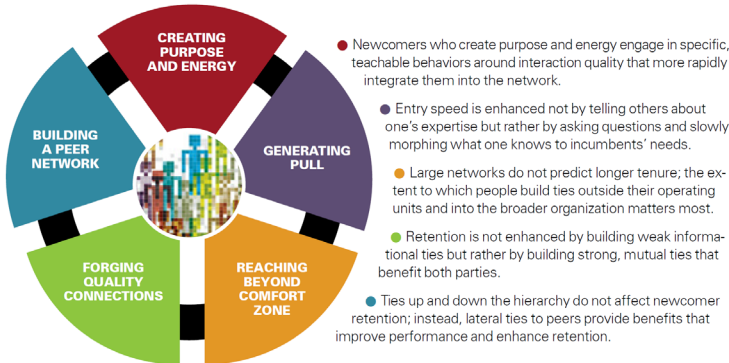 CREATING
PURPOSE
AND ENERGY
GENERATING
PULL
REACHING
BEYOND
COMFORT
ZONE
FORGING
QUALITY
CONNECTIONS
BUILDING
A PEER
NETWORK
Newcomers who create purpose and energy engage in specific,
teachable behaviors around interaction quality that more rapidly
integrate them into the network.
Entry speed is enhanced not by telling others about
one's expertise but rather by asking questions and slowly
morphing what one knows to incumbents' needs.
Large networks do not predict longer tenure; the ex-
tent to which people build ties outside their operating
units and into the broader organization matters most.
Retention is not enhanced by building weak informa-
tional ties but rather by building strong, mutual ties that
benefit both parties.
Ties up and down the hierarchy do not affect newcomer
retention; instead, lateral ties to peers provide benefits that
improve performance and enhance retention.